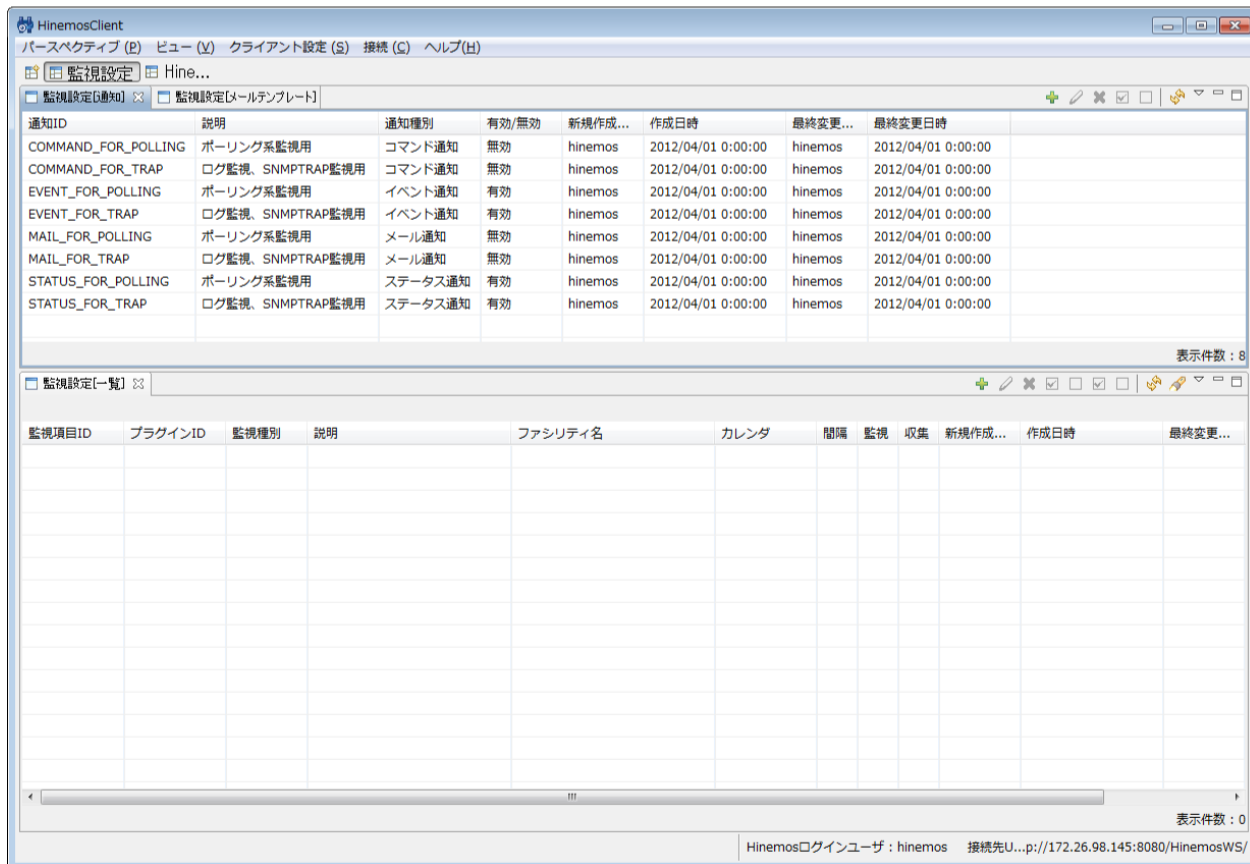 HinemosClient
パースペクティブ (P) ビュー (V) クライアント設定 (S) 接続 (C) ヘルプ(H)
監視設定 Hine...
監視設定[通知] 監視設定[メールテンプレート]
通知ID 説明 通知種別 有効/無効 新規作成... 作成日時 最終変更... 最終変更日時
COMMAND_FOR_POLLING ポーリング系監視用 コマンド通知 無効 hinemos 2012/04/01 0:00:00 hinemos 2012/04/01 0:00:00
COMMAND_FOR_TRAP ログ監視、SNMPTRAP監視用 コマンド通知 無効 hinemos 2012/04/01 0:00:00 hinemos 2012/04/01 0:00:00
EVENT_FOR_POLLING ポーリング系監視用 イベント通知 有効 hinemos 2012/04/01 0:00:00 hinemos 2012/04/01 0:00:00
EVENT_FOR_TRAP ログ監視、SNMPTRAP監視用 イベント通知 有効 hinemos 2012/04/01 0:00:00 hinemos 2012/04/01 0:00:00
MAIL_FOR_POLLING ポーリング系監視用 メール通知 無効 hinemos 2012/04/01 0:00:00 hinemos 2012/04/01 0:00:00
MAIL_FOR_TRAP ログ監視、SNMPTRAP監視用 メール通知 無効 hinemos 2012/04/01 0:00:00 hinemos 2012/04/01 0:00:00
STATUS_FOR_POLLING ポーリング系監視用 ステータス通知 有効 hinemos 2012/04/01 0:00:00 hinemos 2012/04/01 0:00:00
STATUS_FOR_TRAP ログ監視、SNMPTRAP監視用 ステータス通知 有効 hinemos 2012/04/01 0:00:00 hinemos 2012/04/01 0:00:00
表示件数 : 8
監視設定[一覧]
監視項目ID プラグインID 監視種別 説明 ファシリティ名 カレンダ 間隔 監視 収集 新規作成... 作成日時 最終変更...
表示件数 : 0
Hinemosログインユーザ : hinemos 接続先U...p://172.26.98.145:8080/HinemosWS/